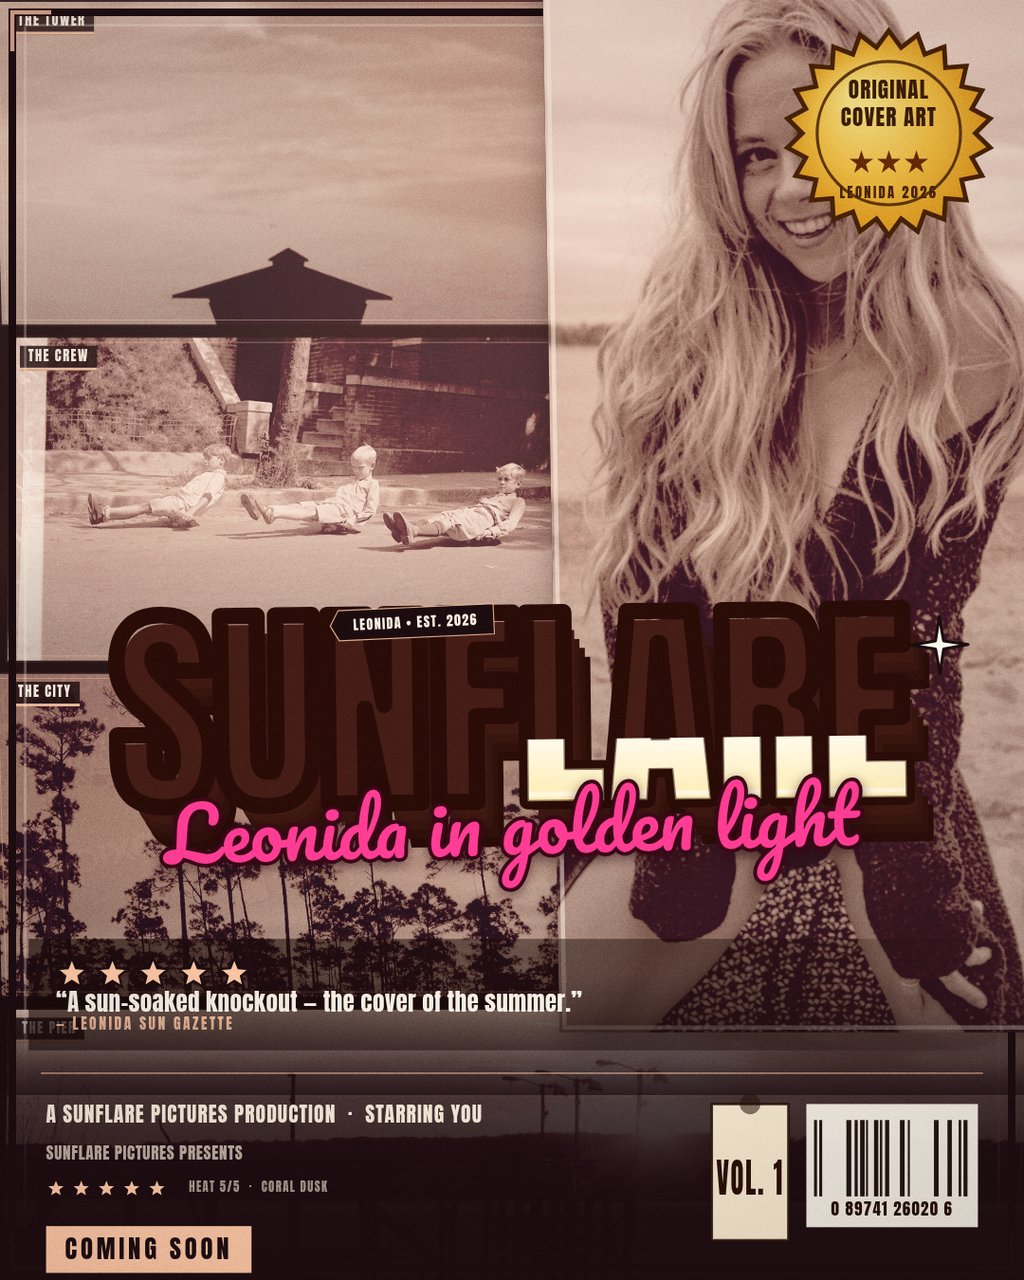 THE TOWER
ORIGINAL
COVER ART
LEONIDA 2026
THE CREW
LEONIDA • EST. 2026
SUNFLARE
THE CITY
Leonida in golden light
“A sun-soaked knockout – the cover of the summer.”
— LEONIDA SUN GAZETTE
THE PIER
A SUNFLARE PICTURES PRODUCTION · STARRING YOU
SUNFLARE PICTURES PRESENTS
HEAT 5/5 · CORAL DUSK
VOL. 1
0 89741 26020 6
COMING SOON